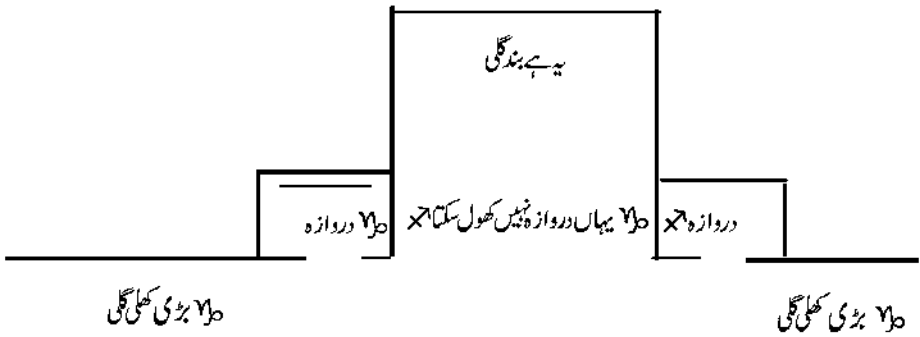 یہ ہے بند گلی
دروازہ ♑ ♐ یہاں دروازہ نہیں کھول سکتا ♑ ♐ دروازہ
♑ بڑی کھلی گلی ♑ بڑی کھلی گلی